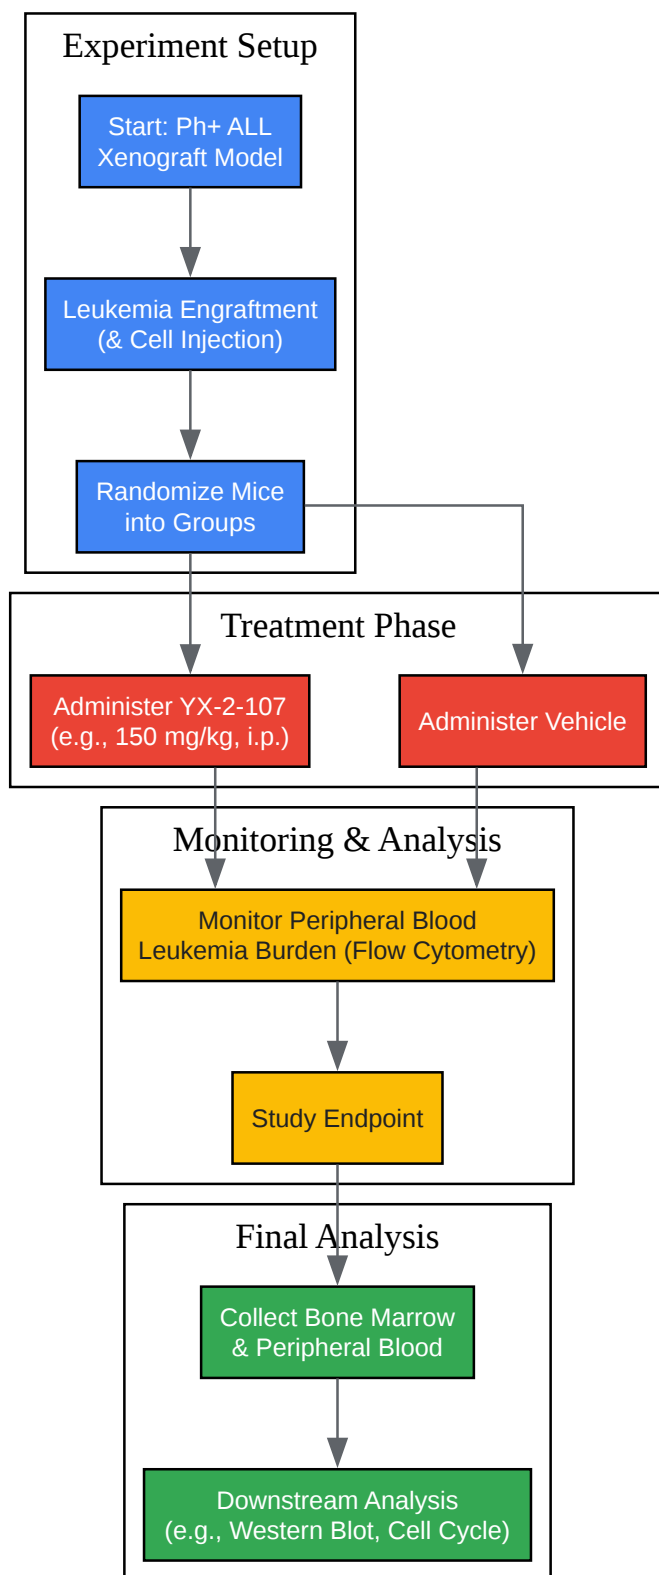 Experiment Setup
Start: Ph+ ALL
Xenograft Model
Leukemia Engraftment
(& Cell Injection)
Randomize Mice
into Groups
Treatment Phase
Administer YX-2-107
(e.g., 150 mg/kg, i.p.)
Administer Vehicle
Monitoring & Analysis
Monitor Peripheral Blood
Leukemia Burden (Flow Cytometry)
Study Endpoint
Final Analysis
Collect Bone Marrow
& Peripheral Blood
Downstream Analysis
(e.g., Western Blot, Cell Cycle)